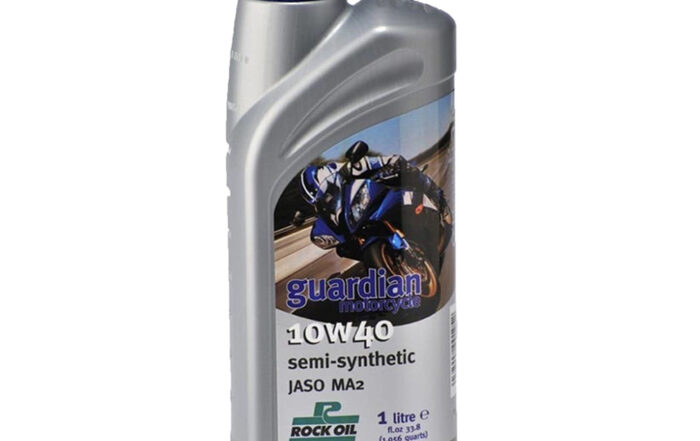 guardian
motorcycle
10W40
semi-synthetic
JASO MA2
ROCK OIL
1 litre e
fl.oz 33.8
(1.056 quarts)